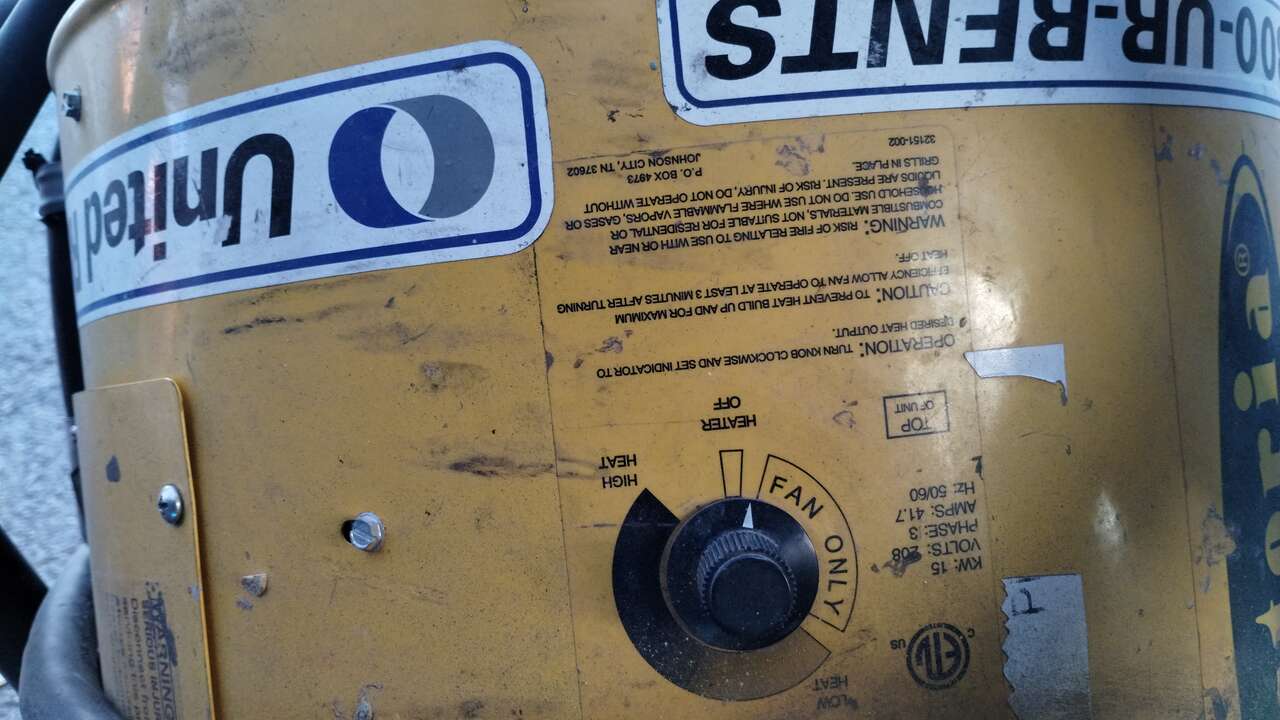 United
00-UR-RENTS
KW: 15
VOLTS: 208
PHASE: 3
AMPS: 41.7
Hz: 50/60
TOP
OF UNIT
C
ETL
US
LOW
HEAT
FAN ONLY
HEATER
OFF
HIGH
HEAT
OPERATION: TURN KNOB CLOCKWISE AND SET INDICATOR TO
DESIRED HEAT OUTPUT.
CAUTION: TO PREVENT HEAT BUILD UP AND FOR MAXIMUM
EFFICIENCY ALLOW FAN TO OPERATE AT LEAST 3 MINUTES AFTER TURNING
HEAT OFF.
WARNING: RISK OF FIRE RELATING TO USE WITH OR NEAR
COMBUSTIBLE MATERIALS, NOT SUITABLE FOR RESIDENTIAL OR
HOUSEHOLD USE. DO NOT USE WHERE FLAMMABLE VAPORS, GASES OR
LIQUIDS ARE PRESENT. RISK OF INJURY, DO NOT OPERATE WITHOUT
GRILLS IN PLACE.
P.O. BOX 4973
JOHNSON CITY, TN 37602
32151-002
ria®
WARNING
Disconnect